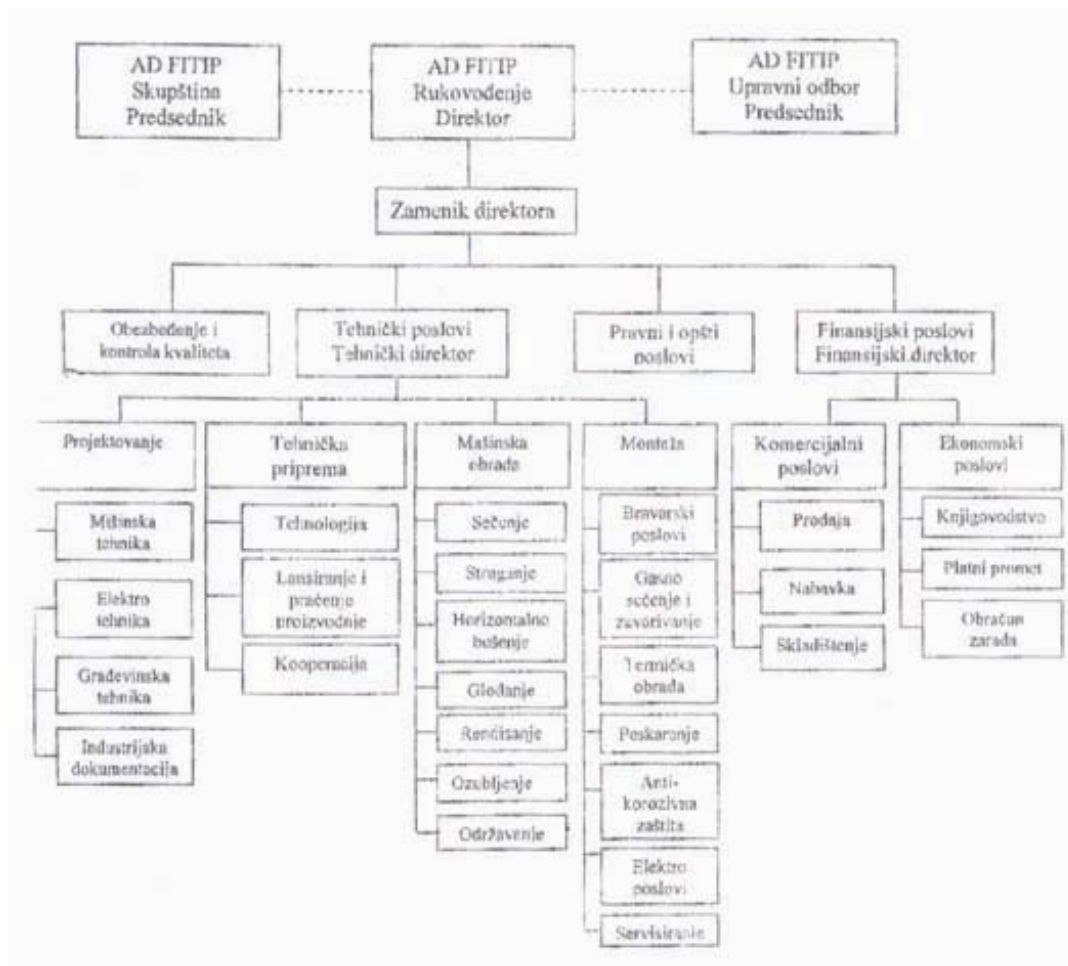 AD FITIP
Skupština
Predsednik
AD FITIP
Rukovođenje
Direktor
AD FITIP
Upravni odbor
Predsednik
Zamenik direktora
Obezbeđenje i
kontrola kvaliteta
Tehnički poslovi
Tehnički direktor
Pravni i opšti
poslovi
Finansijski poslovi
Finansijski direktor
Projektovanje
Tehnička
priprema
Mašinska
obrada
Montaža
Komercijalni
poslovi
Ekonomski
poslovi
Mašinska
tehnika
Elektro
tehnika
Građevinska
tehnika
Industrijska
dokumentacija
Tehnologija
Lansiranje i
praćenje
proizvodnje
Kooperacija
Sečenje
Struganje
Horizontalno
bušenje
Glodanje
Rendisanje
Ozubljenje
Održavenje
Bravarski
poslovi
Gasno
sečenje i
zavarivanje
Termička
obrada
Peskaranje
Anti-
korozivna
zaštita
Elektro
poslovi
Servisiranje
Prodaja
Nabavka
Skladištenje
Knjigovodstvo
Platni promet
Obračun
zarada